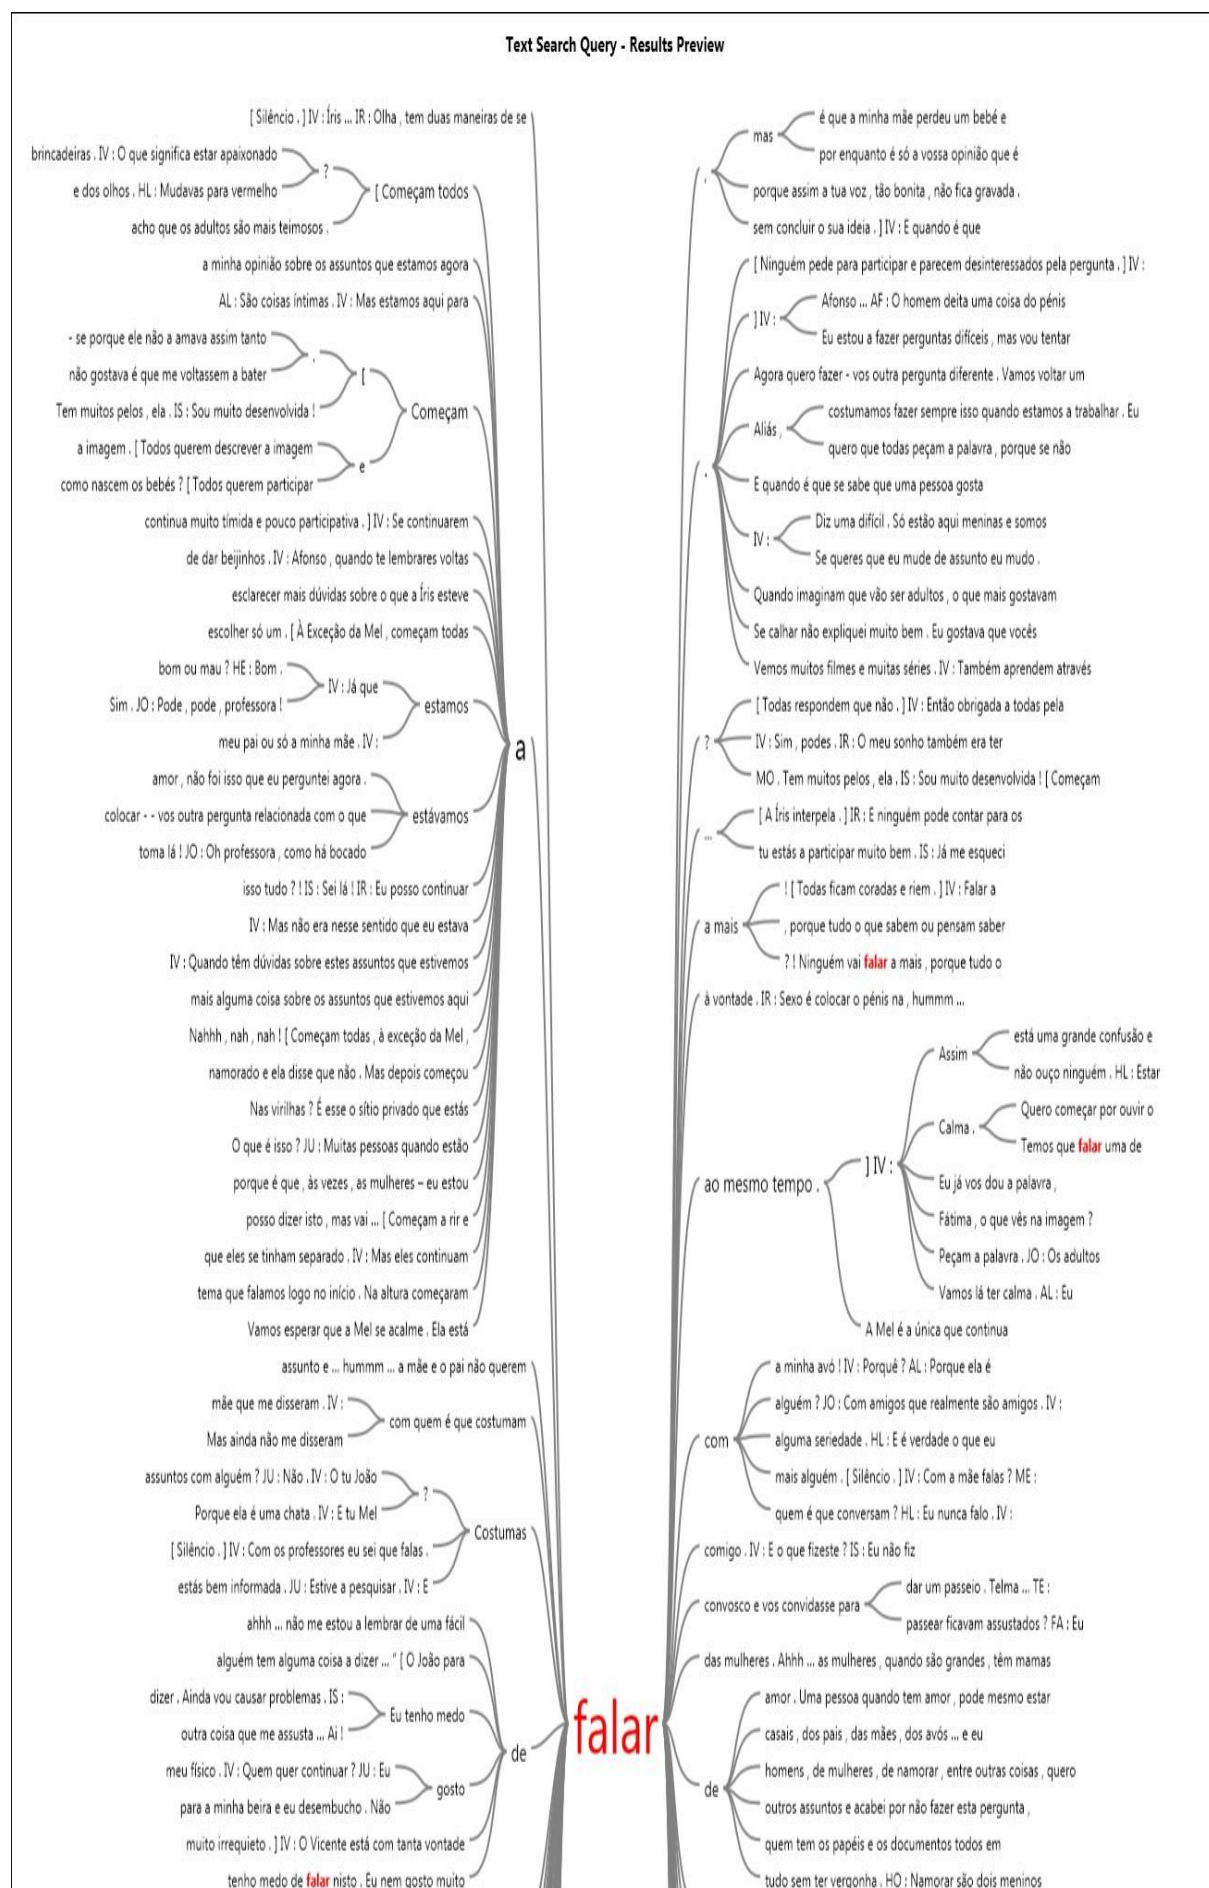 Text Search Query - Results Preview
[ Silêncio . ] IV : Íris ... IR : Olha , tem duas maneiras de se
brincadeiras . IV : O que significa estar apaixonado
e dos olhos . HL : Mudavas para vermelho
?
acho que os adultos são mais teimosos .
[ Começam todos
a minha opinião sobre os assuntos que estamos agora
AL : São coisas íntimas . IV : Mas estamos aqui para
- se porque ele não a amava assim tanto
não gostava é que me voltassem a bater
.
Tem muitos pelos , ela . IS : Sou muito desenvolvida !
[
a imagem . [ Todos querem descrever a imagem
como nascem os bebés ? [ Todos querem participar
e
Começam
continua muito tímida e pouco participativa . ] IV : Se continuarem
de dar beijinhos . IV : Afonso , quando te lembrares voltas
esclarecer mais dúvidas sobre o que a Íris esteve
escolher só um . [ À Exceção da Mel , começam todas
bom ou mau ? HE : Bom .
Sim . JO : Pode , pode , professora !
IV : Já que
meu pai ou só a minha mãe . IV :
estamos
amor , não foi isso que eu perguntei agora .
colocar - - vos outra pergunta relacionada com o que
toma lá ! JO : Oh professora , como há bocado
estávamos
isso tudo ? ! IS : Sei lá ! IR : Eu posso continuar
IV : Mas não era nesse sentido que eu estava
IV : Quando têm dúvidas sobre estes assuntos que estivemos
mais alguma coisa sobre os assuntos que estivemos aqui
Nahhh , nah , nah ! [ Começam todas , à exceção da Mel ,
namorado e ela disse que não . Mas depois começou
Nas virilhas ? É esse o sítio privado que estás
O que é isso ? JU : Muitas pessoas quando estão
porque é que , às vezes , as mulheres – eu estou
posso dizer isto , mas vai ... [ Começam a rir e
que eles se tinham separado . IV : Mas eles continuam
tema que falamos logo no início . Na altura começaram
Vamos esperar que a Mel se acalme . Ela está
a
assunto e ... hummm ... a mãe e o pai não querem
mãe que me disseram . IV :
Mas ainda não me disseram
com quem é que costumam
assuntos com alguém ? JU : Não . IV : O tu João
Porque ela é uma chata . IV : E tu Mel
?
[ Silêncio . ] IV : Com os professores eu sei que falas .
estás bem informada . JU : Estive a pesquisar . IV : E
Costumas
ahhh ... não me estou a lembrar de uma fácil
alguém tem alguma coisa a dizer ... " [ O João para
dizer . Ainda vou causar problemas . IS :
outra coisa que me assusta ... Ai !
Eu tenho medo
meu físico . IV : Quem quer continuar ? JU : Eu
para a minha beira e eu desembucho . Não
gosto
muito irrequieto . ] IV : O Vicente está com tanta vontade
tenho medo de falar nisto . Eu nem gosto muito
de
falar
,
mas
é que a minha mãe perdeu um bebé e
por enquanto é só a vossa opinião que é
porque assim a tua voz , tão bonita , não fica gravada .
sem concluir o sua ideia . ] IV : E quando é que
.
[ Ninguém pede para participar e parecem desinteressados pela pergunta . ] IV :
] IV :
Afonso ... AF : O homem deita uma coisa do pénis
Eu estou a fazer perguntas difíceis , mas vou tentar
Agora quero fazer - vos outra pergunta diferente . Vamos voltar um
Aliás ,
costumamos fazer sempre isso quando estamos a trabalhar . Eu
quero que todas peçam a palavra , porque se não
E quando é que se sabe que uma pessoa gosta
IV :
Diz uma difícil . Só estão aqui meninas e somos
Se queres que eu mude de assunto eu mudo .
Quando imaginam que vão ser adultos , o que mais gostavam
Se calhar não expliquei muito bem . Eu gostava que vocês
Vemos muitos filmes e muitas séries . IV : Também aprendem através
?
[ Todas respondem que não . ] IV : Então obrigada a todas pela
IV : Sim , podes . IR : O meu sonho também era ter
MO . Tem muitos pelos , ela . IS : Sou muito desenvolvida ! [ Começam
...
[ A Íris interpela . ] IR : E ninguém pode contar para os
tu estás a participar muito bem . IS : Já me esqueci
a mais
! [ Todas ficam coradas e riem . ] IV : Falar a
, porque tudo o que sabem ou pensam saber
? ! Ninguém vai falar a mais , porque tudo o
à vontade . IR : Sexo é colocar o pénis na , hummm ...
ao mesmo tempo .
] IV :
Assim
está uma grande confusão e
não ouço ninguém . HL : Estar
Calma .
Quero começar por ouvir o
Temos que falar uma de
Eu já vos dou a palavra ,
Fátima , o que vês na imagem ?
Peçam a palavra . JO : Os adultos
Vamos lá ter calma . AL : Eu
A Mel é a única que continua
com
a minha avó ! IV : Porquê ? AL : Porque ela é
alguém ? JO : Com amigos que realmente são amigos . IV :
alguma seriedade . HL : E é verdade o que eu
mais alguém . [ Silêncio . ] IV : Com a mãe falas ? ME :
quem é que conversam ? HL : Eu nunca falo . IV :
comigo . IV : E o que fizeste ? IS : Eu não fiz
convosco e vos convidasse para
dar um passeio . Telma ... TE :
passear ficavam assustados ? FA : Eu
das mulheres . Ahhh ... as mulheres , quando são grandes , têm mamas
de
amor . Uma pessoa quando tem amor , pode mesmo estar
casais , dos pais , das mães , dos avós ... e eu
homens , de mulheres , de namorar , entre outras coisas , quero
outros assuntos e acabei por não fazer esta pergunta ,
quem tem os papéis e os documentos todos em
tudo sem ter vergonha . HO : Namorar são dois meninos